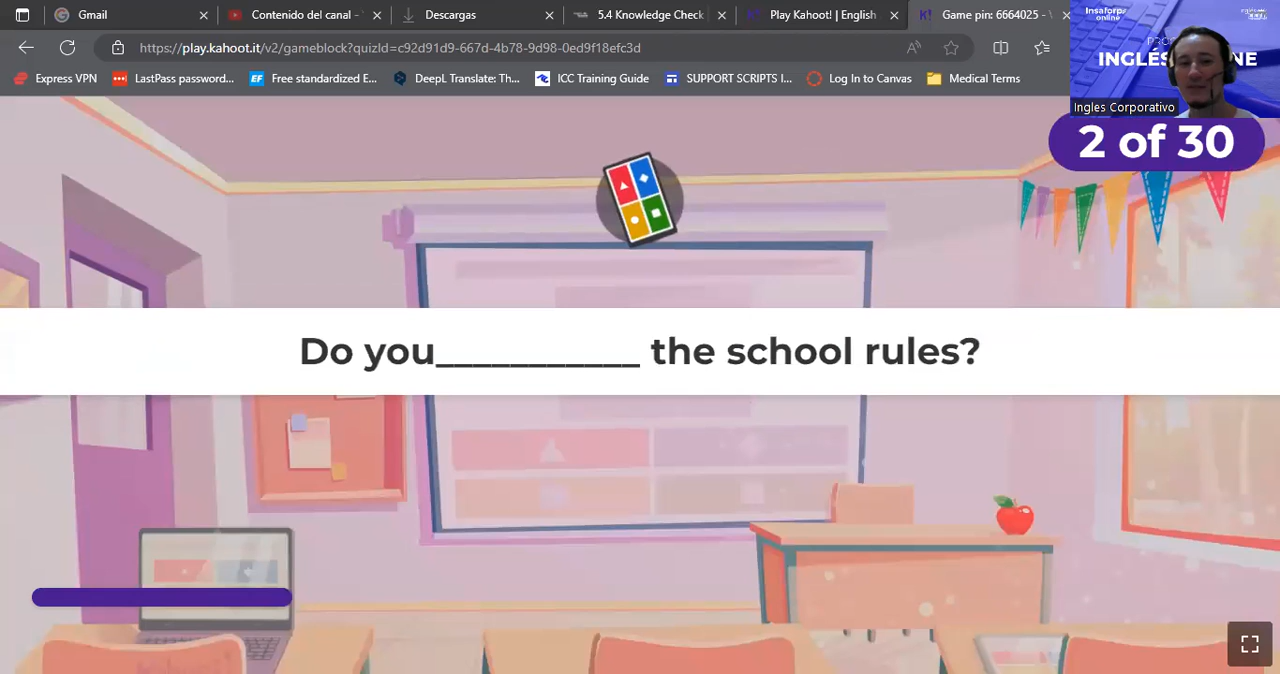 Gmail
Contenido del canal -
Descargas
5.4 Knowledge Check
Play Kahoot! | English
Game pin: 6664025 -
https://play.kahoot.it/v2/gameblock?quizId=c92d91d9-667d-4b78-9d98-0ed9f18efc3d
Express VPN
LastPass password...
EF
Free standardized E...
DeepL Translate: Th...
ICC Training Guide
SUPPORT SCRIPTS I...
Log In to Canvas
Medical Terms
Insaforp
online
Ingles Corporativo
2 of 30
Do you___________ the school rules?